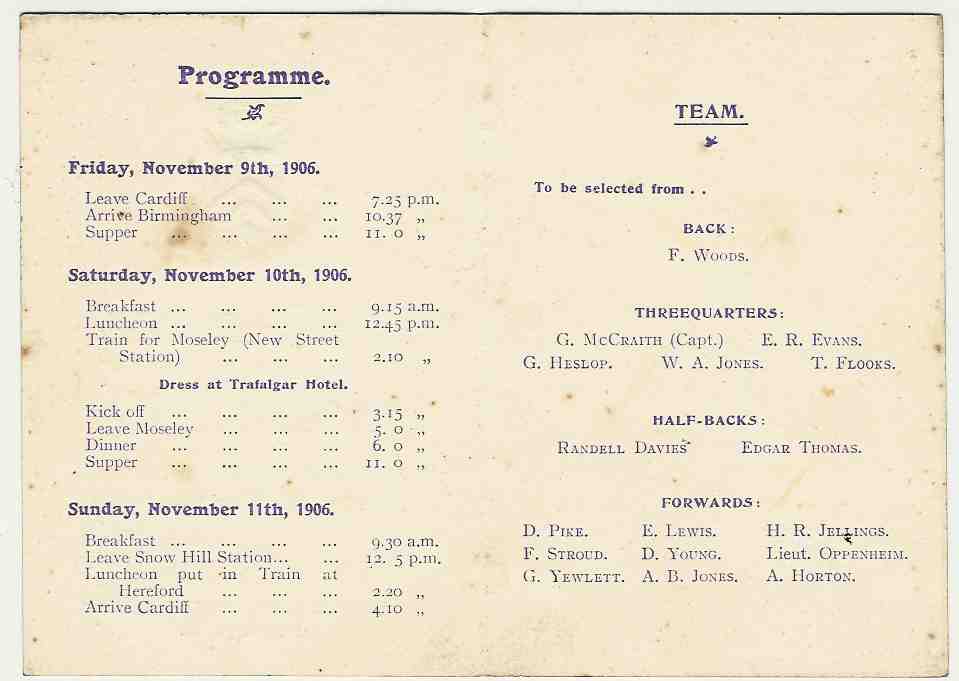 Programme.
Friday, November 9th, 1906.
Leave Cardiff ... ... ... 7.25 p.m.
Arrive Birmingham ... ... 10.37 „
Supper ... ... ... 11. 0 „
Saturday, November 10th, 1906.
Breakfast ... ... ... ... 9.15 a.m.
Luncheon ... ... ... ... 12.45 p.m.
Train for Moseley (New Street
Station) ... ... ... 2.10 „
Dress at Trafalgar Hotel.
Kick off ... ... ... ... 3.15 „
Leave Moseley ... ... ... 5. 0 „
Dinner ... ... ... ... 6. 0 „
Supper ... ... ... ... 11. 0 „
Sunday, November 11th, 1906.
Breakfast ... ... ... ... 9.30 a.m.
Leave Snow Hill Station... ... 12. 5 p.m.
Luncheon put in Train at
Hereford ... ... ... 2.20 „
Arrive Cardiff ... ... ... 4.10 „
TEAM.
To be selected from . .
BACK:
F. WOODS.
THREEQUARTERS:
G. MCCRAITH (Capt.) E. R. EVANS.
G. HESLOP. W. A. JONES. T. FLOOKS.
HALF-BACKS:
RANDELL DAVIES EDGAR THOMAS.
FORWARDS:
D. PIKE. E. LEWIS. H. R. JELLINGS.
F. STROUD. D. YOUNG. Lieut. OPPENHEIM.
G. YEWLETT. A. B. JONES. A. HORTON.